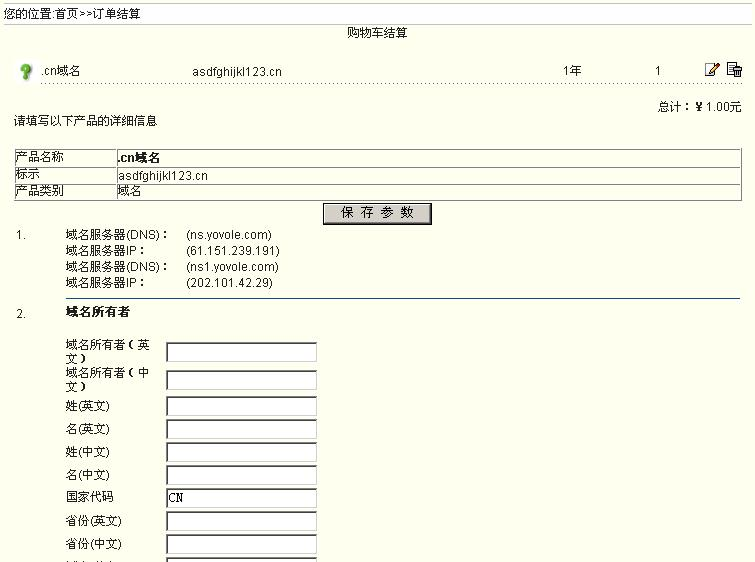 您的位置:首页>>订单结算
购物车结算
.cn域名 asdfghijkl123.cn 1年 1
总计：¥ 1.00元
请填写以下产品的详细信息
产品名称 .cn域名
标示 asdfghijkl123.cn
产品类别 域名
保 存 参 数
1. 域名服务器(DNS)： (ns.yovole.com)
域名服务器IP： (61.151.239.191)
域名服务器(DNS)： (ns1.yovole.com)
域名服务器IP： (202.101.42.29)
2. 域名所有者
域名所有者（英
文）
域名所有者（中
文）
姓(英文)
名(英文)
姓(中文)
名(中文)
国家代码 CN
省份(英文)
省份(中文)